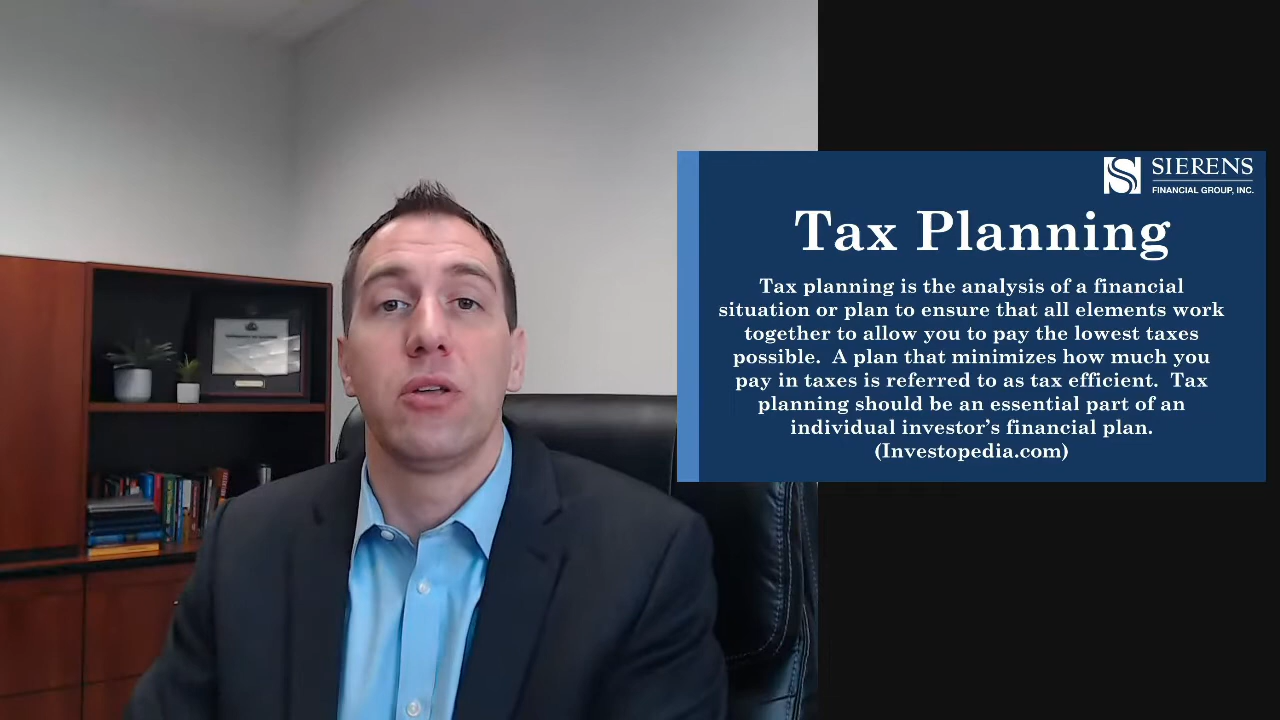 SIERENS
FINANCIAL GROUP, INC.
Tax Planning
Tax planning is the analysis of a financial
situation or plan to ensure that all elements work
together to allow you to pay the lowest taxes
possible.  A plan that minimizes how much you
pay in taxes is referred to as tax efficient.  Tax
planning should be an essential part of an
individual investor’s financial plan.
(Investopedia.com)